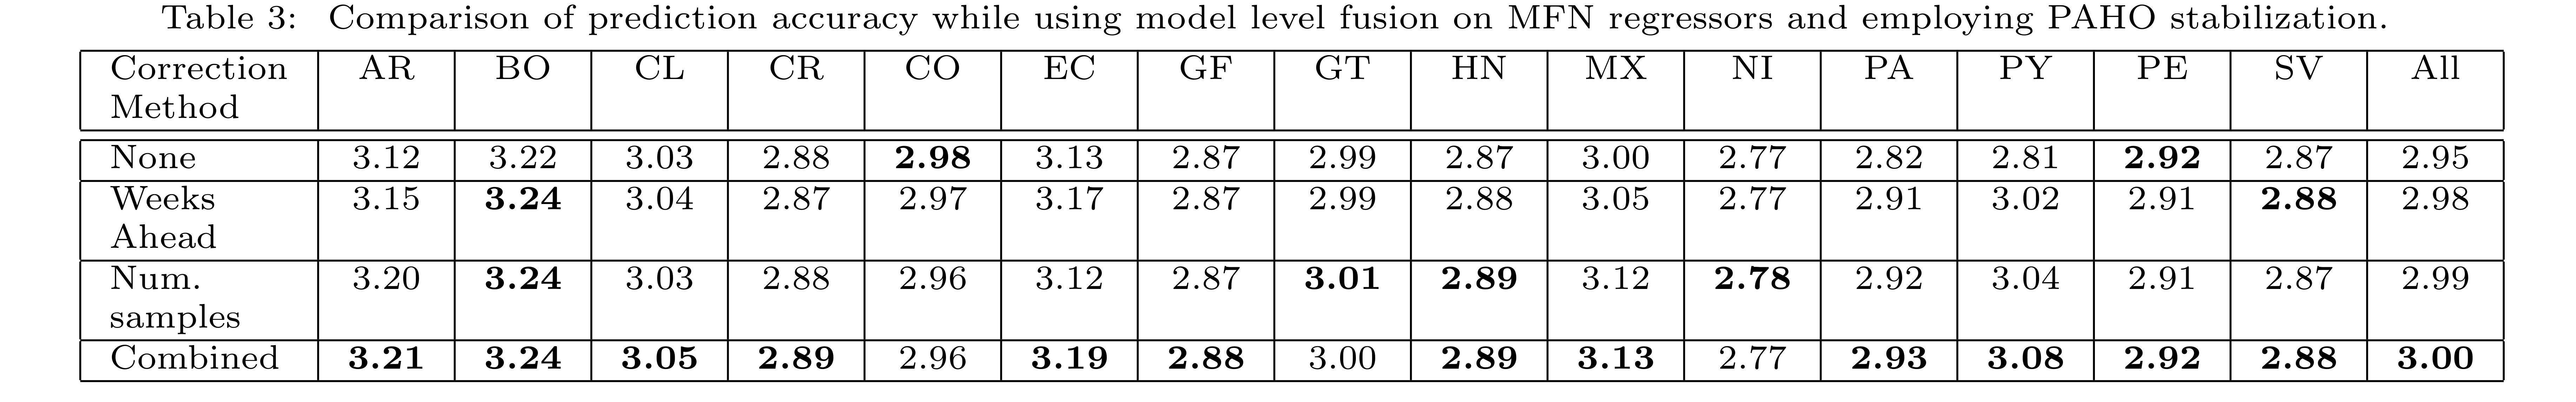 Table 3: Comparison of prediction accuracy while using model level fusion on MFN regressors and employing PAHO stabilization.
Correction Method AR BO CL CR CO EC GF GT HN MX NI PA PY PE SV All
None 3.12 3.22 3.03 2.88 2.98 3.13 2.87 2.99 2.87 3.00 2.77 2.82 2.81 2.92 2.87 2.95
Weeks Ahead 3.15 3.24 3.04 2.87 2.97 3.17 2.87 2.99 2.88 3.05 2.77 2.91 3.02 2.91 2.88 2.98
Num. samples 3.20 3.24 3.03 2.88 2.96 3.12 2.87 3.01 2.89 3.12 2.78 2.92 3.04 2.91 2.87 2.99
Combined 3.21 3.24 3.05 2.89 2.96 3.19 2.88 3.00 2.89 3.13 2.77 2.93 3.08 2.92 2.88 3.00